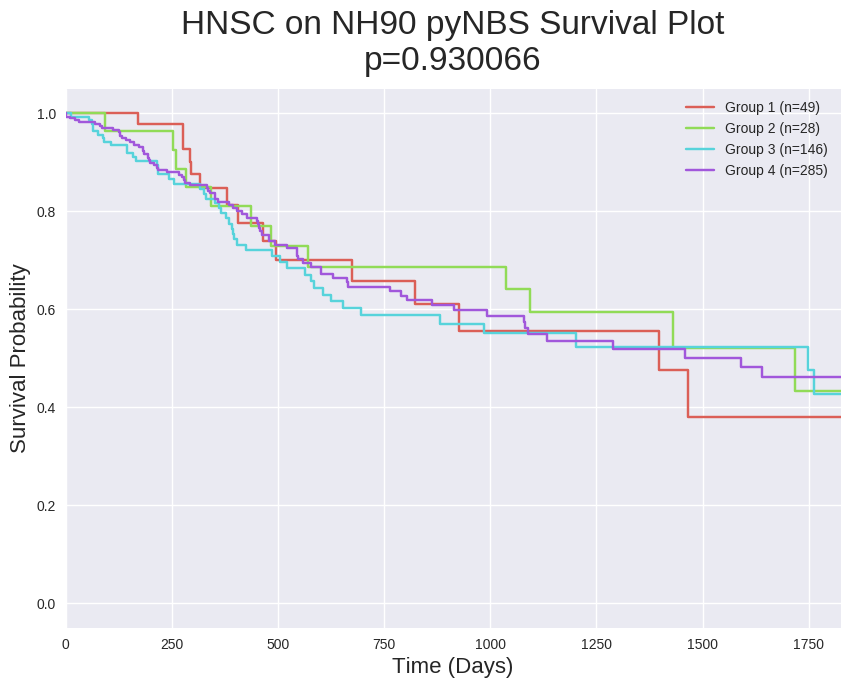 HNSC on NH90 pyNBS Survival Plot
p=0.930066
Group 1 (n=49)
Group 2 (n=28)
Group 3 (n=146)
Group 4 (n=285)
Survival Probability
1.0
0.8
0.6
0.4
0.2
0.0
0 250 500 750 1000 1250 1500 1750
Time (Days)